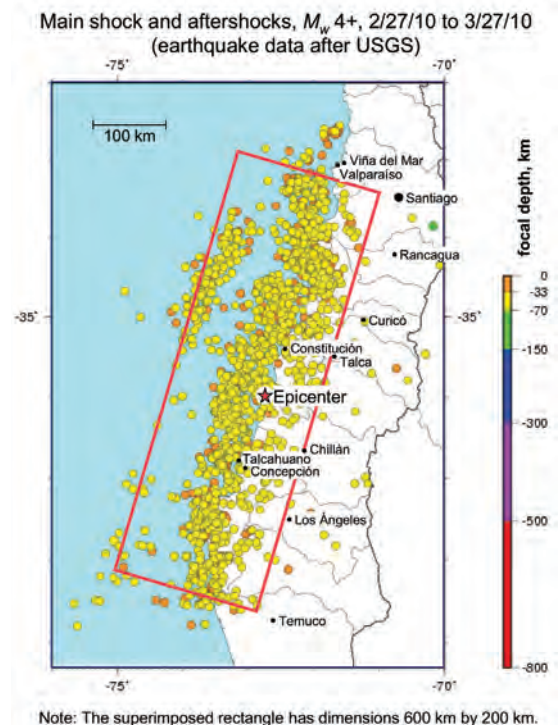 Main shock and aftershocks, Mw 4+, 2/27/10 to 3/27/10
(earthquake data after USGS)
-75° -70°
100 km
Viña del Mar
Valparaíso
Santiago
Rancagua
-35° -35°
Curicó
Constitución
Talca
Epicenter
Chillán
Talcahuano
Concepción
Los Ángeles
Temuco
-75° -70°
focal depth, km
0
-33
-70
-150
-300
-500
-800
Note: The superimposed rectangle has dimensions 600 km by 200 km.